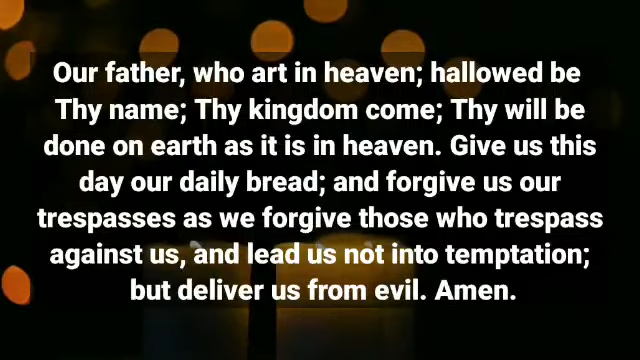 Our father, who art in heaven; hallowed be
Thy name; Thy kingdom come; Thy will be
done on earth as it is in heaven. Give us this
day our daily bread; and forgive us our
trespasses as we forgive those who trespass
against us, and lead us not into temptation;
but deliver us from evil. Amen.